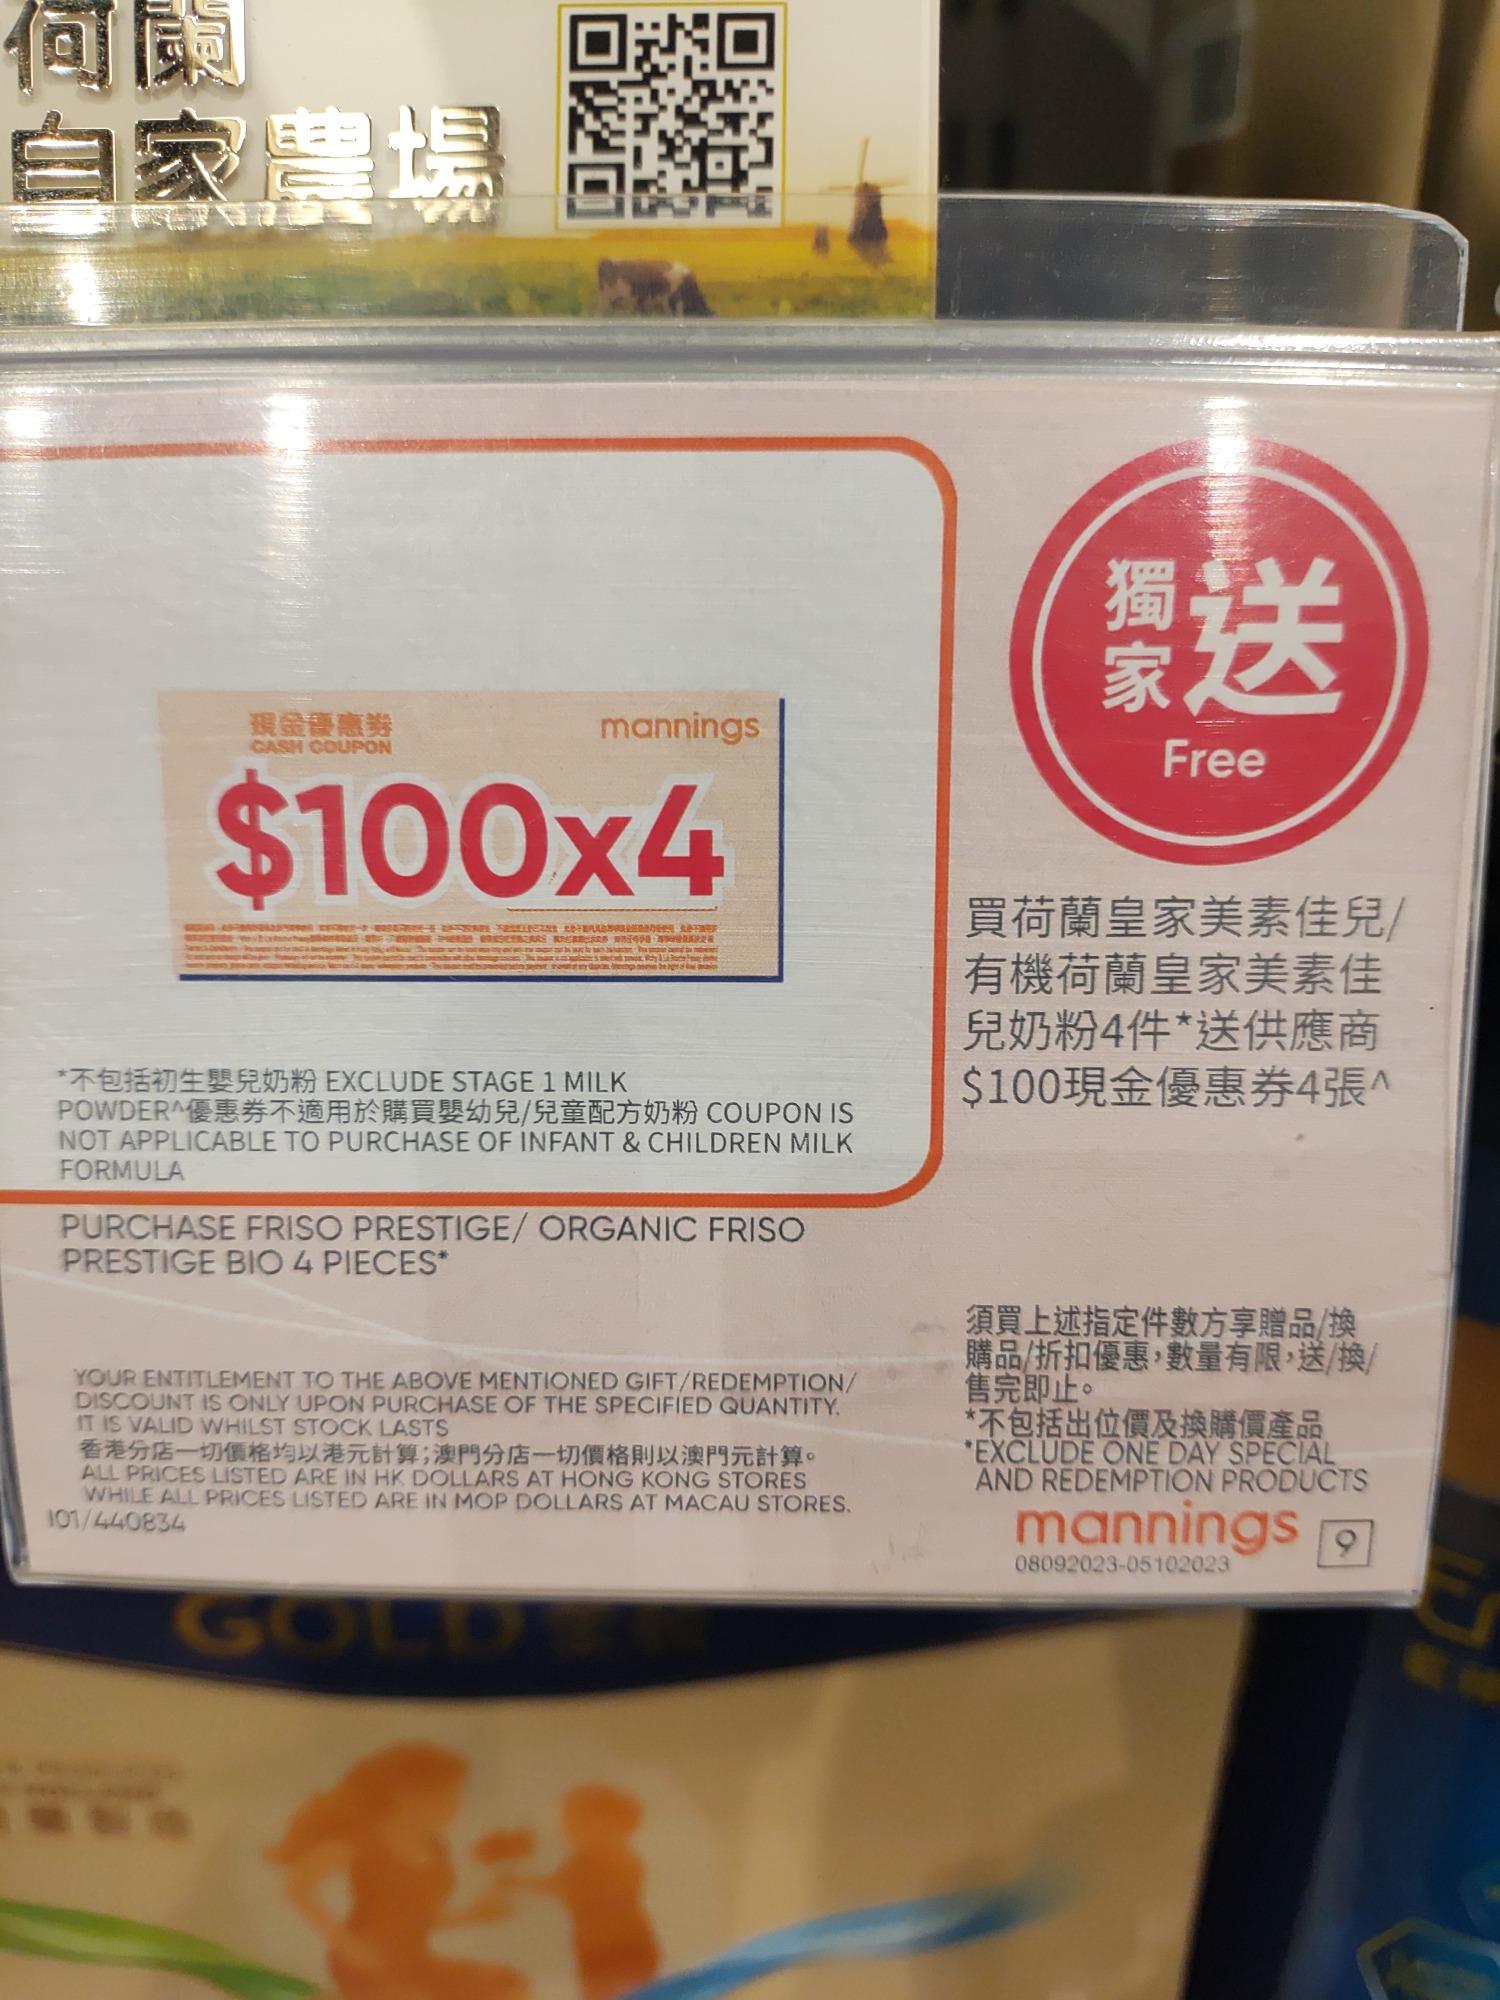 荷蘭
自家農場
獨家送
Free
現金優惠券
CASH COUPON
mannings
$100x4
買荷蘭皇家美素佳兒/
有機荷蘭皇家美素佳
兒奶粉4件*送供應商
$100現金優惠券4張^
*不包括初生嬰兒奶粉 EXCLUDE STAGE 1 MILK
POWDER^優惠券不適用於購買嬰幼兒/兒童配方奶粉 COUPON IS
NOT APPLICABLE TO PURCHASE OF INFANT & CHILDREN MILK
FORMULA
PURCHASE FRISO PRESTIGE/ ORGANIC FRISO
PRESTIGE BIO 4 PIECES*
YOUR ENTITLEMENT TO THE ABOVE MENTIONED GIFT/REDEMPTION/
DISCOUNT IS ONLY UPON PURCHASE OF THE SPECIFIED QUANTITY.
IT IS VALID WHILST STOCK LASTS
香港分店一切價格均以港元計算;澳門分店一切價格則以澳門元計算。
ALL PRICES LISTED ARE IN HK DOLLARS AT HONG KONG STORES
WHILE ALL PRICES LISTED ARE IN MOP DOLLARS AT MACAU STORES.
101/440834
須買上述指定件數方享贈品/換
購品/折扣優惠,數量有限,送/換/
售完即止。
*不包括出位價及換購價產品
*EXCLUDE ONE DAY SPECIAL
AND REDEMPTION PRODUCTS
mannings 9
08092023-05102023
GOLD